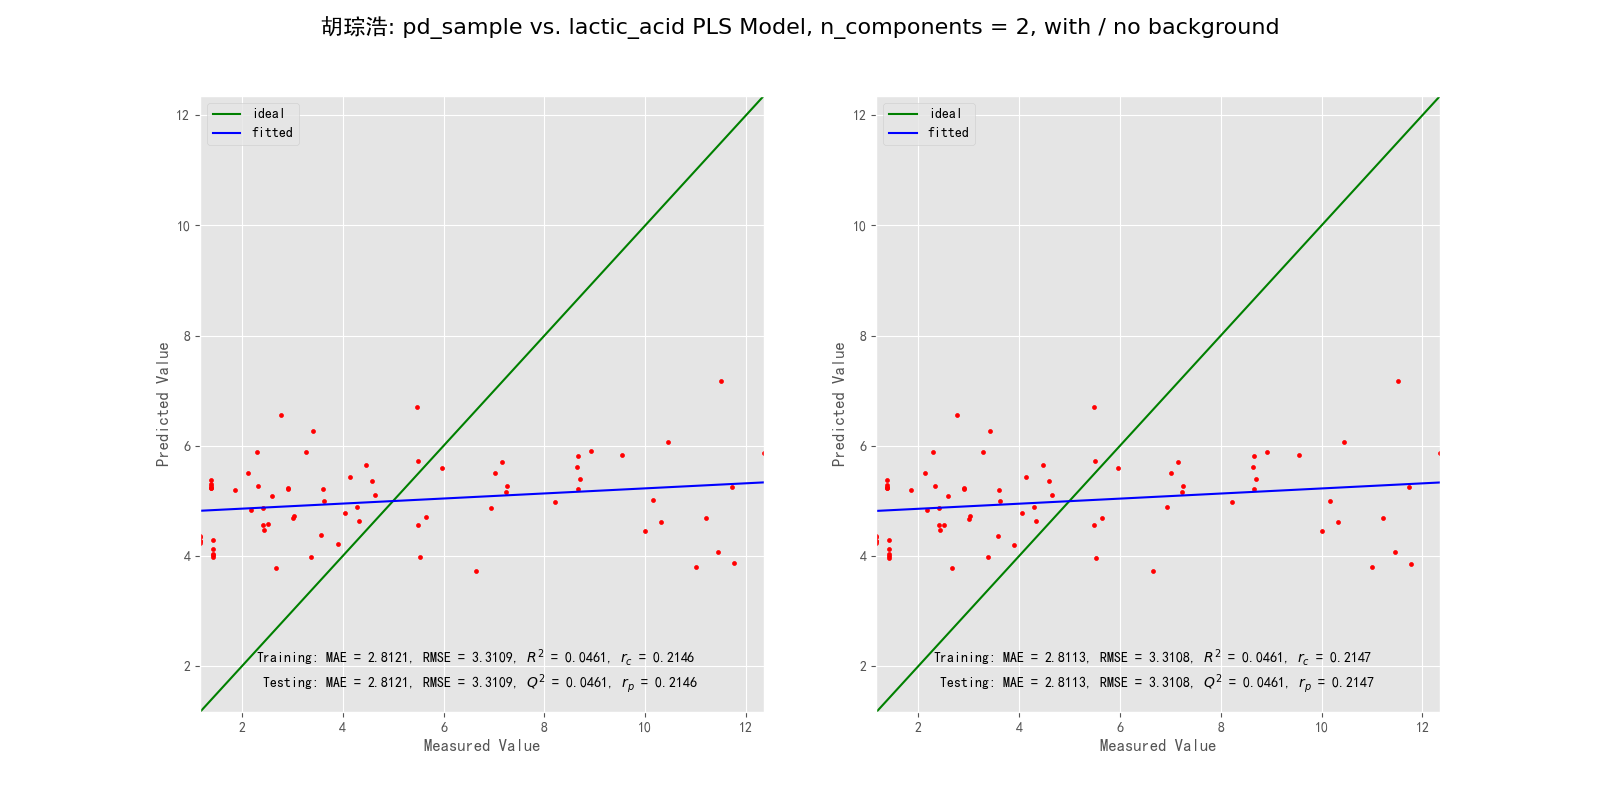 胡琮浩: pd_sample vs. lactic_acid PLS Model, n_components = 2, with / no background
ideal
fitted
12
10
8
6
4
2
Predicted Value
Training: MAE = 2.8121, RMSE = 3.3109, R² = 0.0461, r_c = 0.2146
Testing: MAE = 2.8121, RMSE = 3.3109, Q² = 0.0461, r_p = 0.2146
2 4 6 8 10 12
Measured Value
ideal
fitted
12
10
8
6
4
2
Predicted Value
Training: MAE = 2.8113, RMSE = 3.3108, R² = 0.0461, r_c = 0.2147
Testing: MAE = 2.8113, RMSE = 3.3108, Q² = 0.0461, r_p = 0.2147
2 4 6 8 10 12
Measured Value